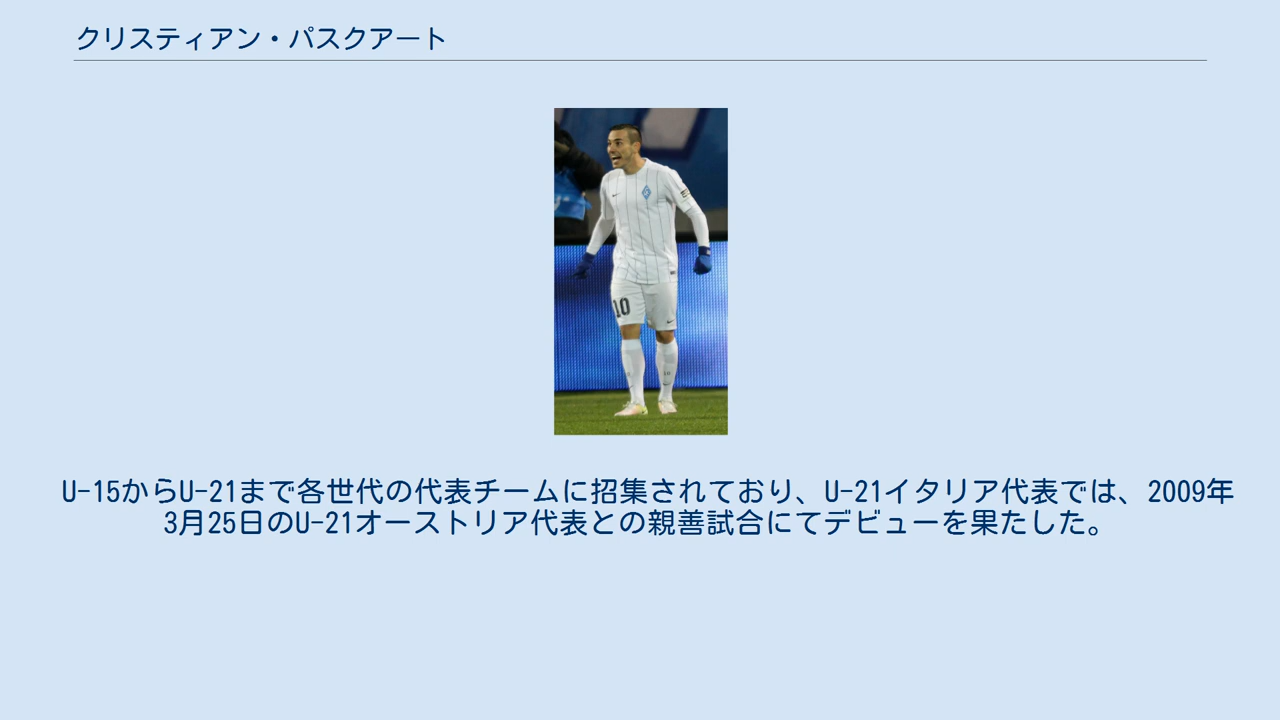 クリスティアン・パスクアート
10
U-15からU-21まで各世代の代表チームに招集されており、U-21イタリア代表では、2009年
3月25日のU-21オーストリア代表との親善試合にてデビューを果たした。